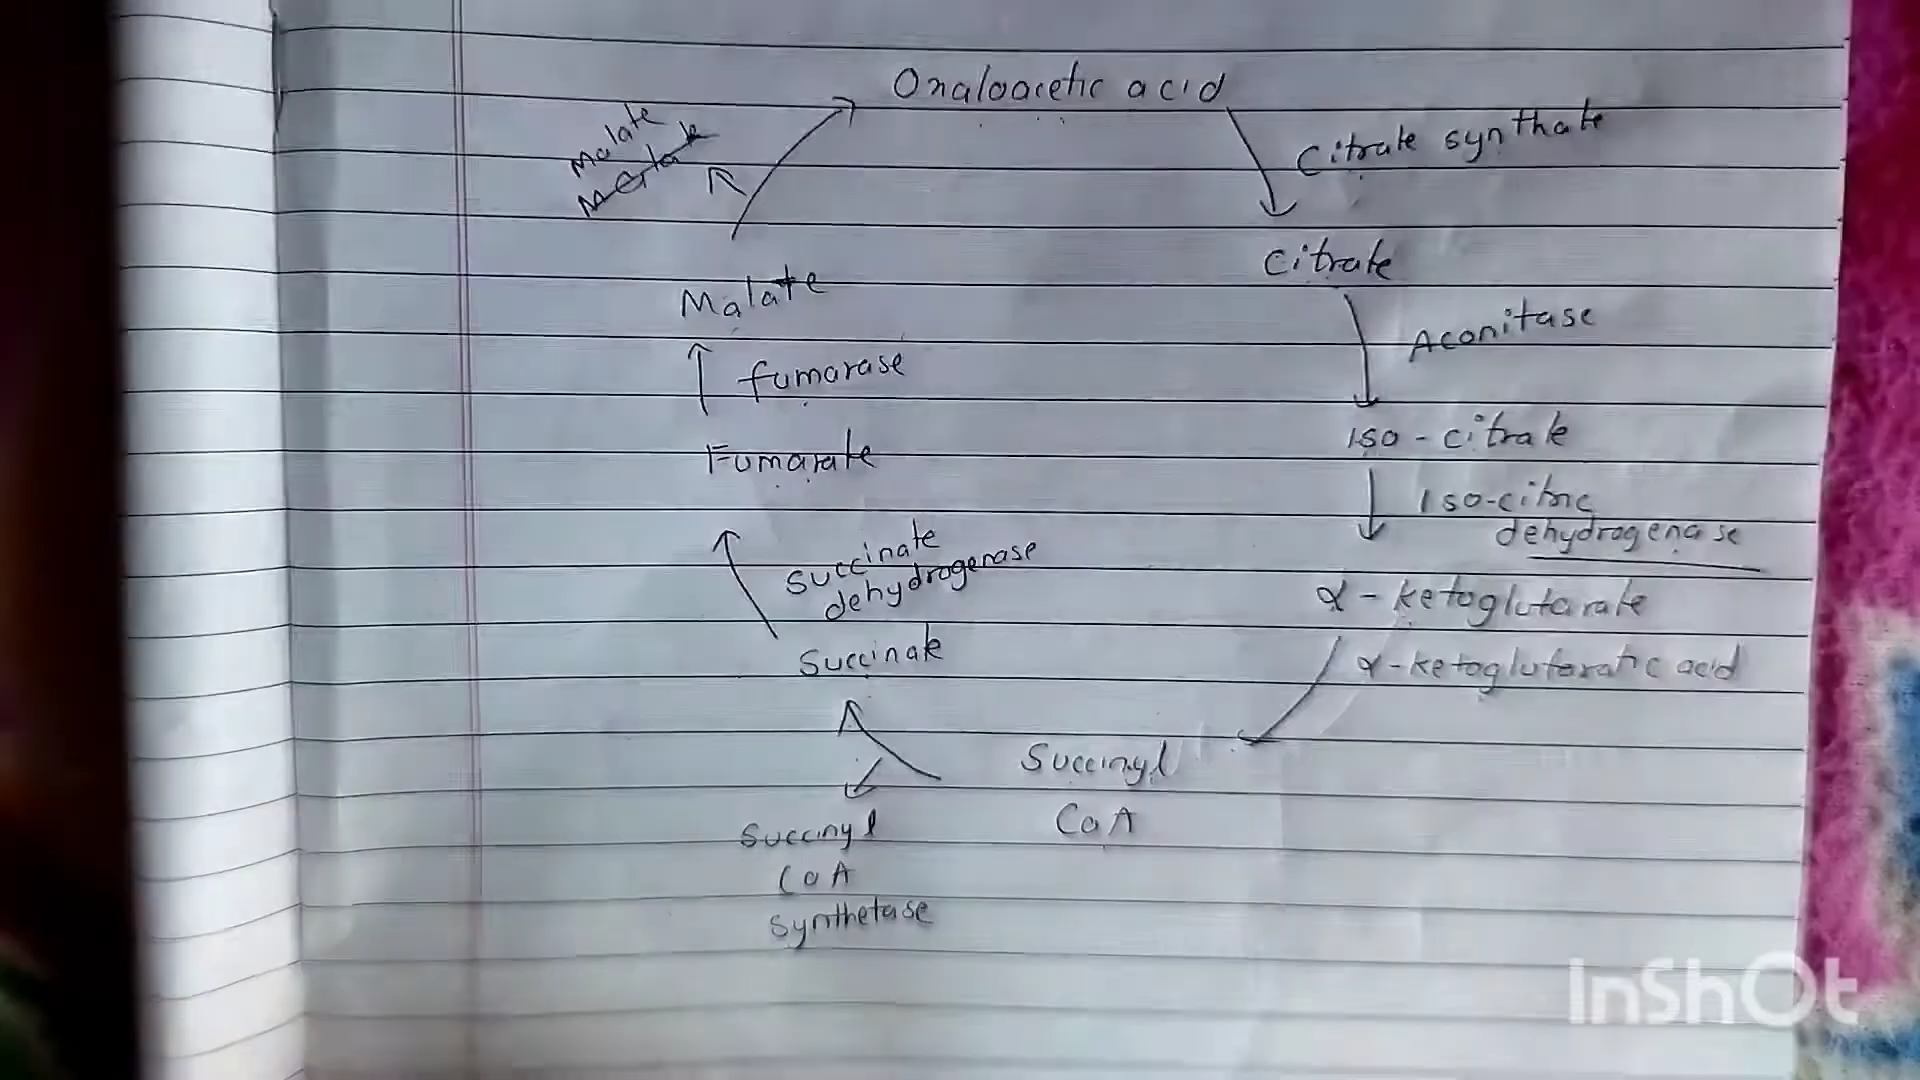 Oxaloacetic acid
Citrate synthate
Malate
Citrate
Aconitase
Malate
fumarase
Iso-citrate
Fumarate
Iso-citric
dehydrogenase
Succinate
dehydrogenase
α-ketoglutarate
Succinate
α-ketoglutaratic acid
Succinyl
CoA
Succinyl
CoA
synthetase
InShOt